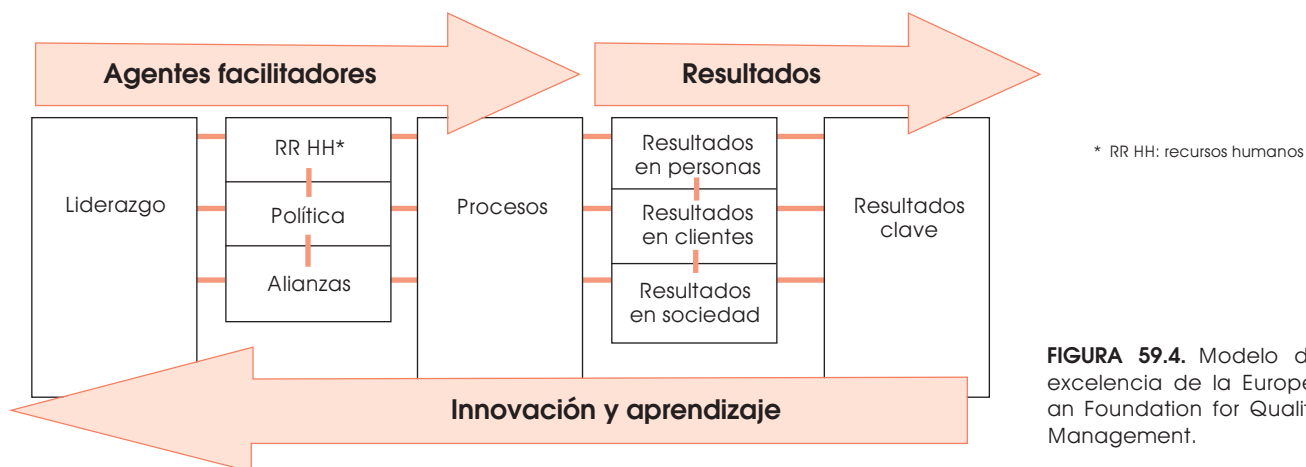 Agentes facilitadores
Resultados
Liderazgo
RR HH*
Política
Alianzas
Procesos
Resultados
en personas
Resultados
en clientes
Resultados
en sociedad
Resultados
clave
* RR HH: recursos humanos
Innovación y aprendizaje
FIGURA 59.4. Modelo d
excelencia de la Europe
an Foundation for Qualit
Management.